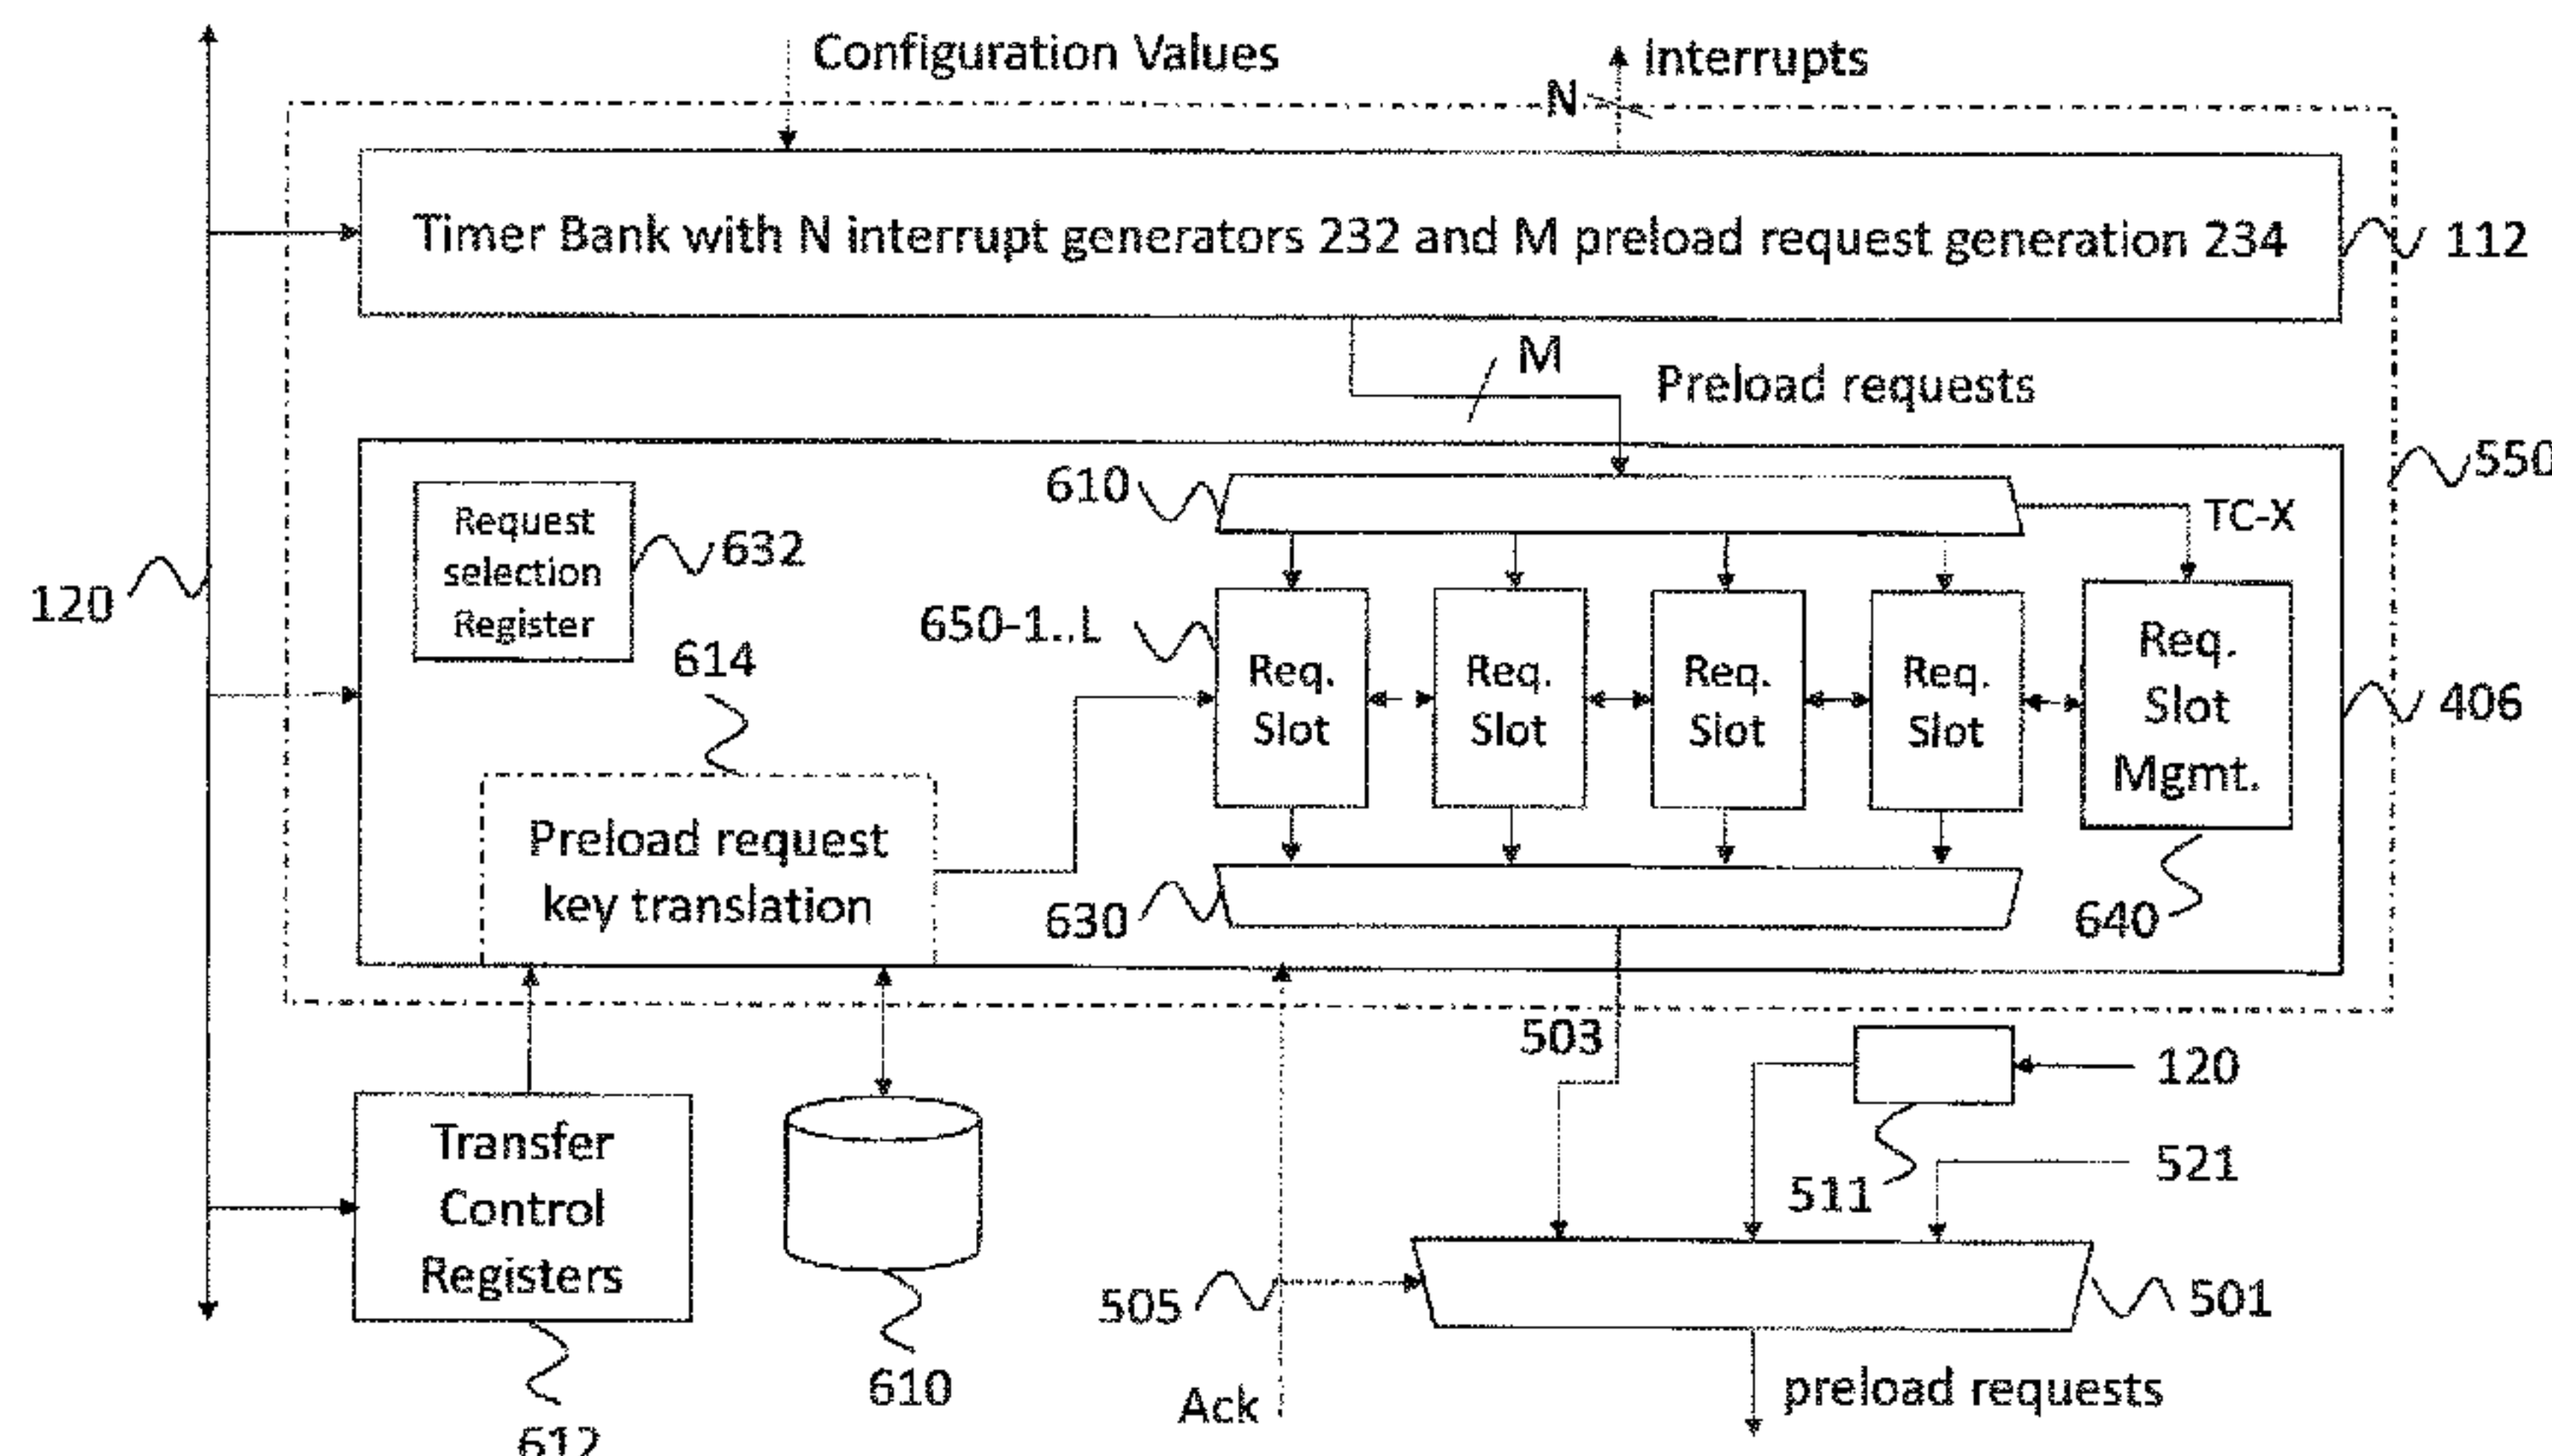 Configuration Values
Interrupts
N
Timer Bank with N interrupt generators 232 and M preload request generation 234
112
M
Preload requests
550
610
TC-X
Request
selection
Register
632
120
650-1..L
614
Req.
Slot
Req.
Slot
Req.
Slot
Req.
Slot
Req.
Slot
Mgmt.
406
Preload request
key translation
630
640
503
120
Transfer
Control
Registers
511
521
505
501
610
Ack
preload requests
612